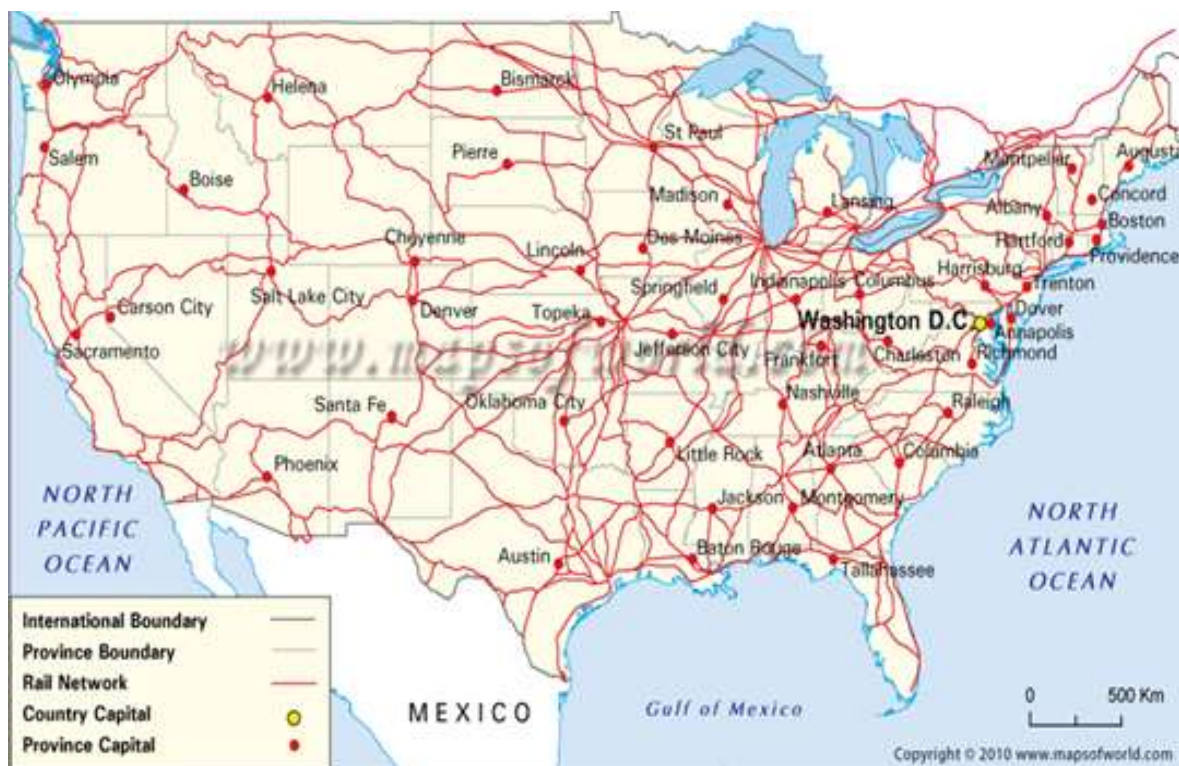 Olympia
Helena
Bismarck
St Paul
Salem
Pierre
Montpelier
Augusta
Boise
Madison
Lansing
Concord
Albany
Boston
Cheyenne
Lincoln
Des Moines
Hartford
Providence
Salt Lake City
Springfield
Indianapolis
Columbus
Harrisburg
Trenton
Carson City
Denver
Topeka
Washington D.C
Dover
Annapolis
Sacramento
Jefferson City
Frankfort
Charleston
Richmond
www.mapsofworld.com
Santa Fe
Oklahoma City
Nashville
Raleigh
Phoenix
Little Rock
Atlanta
Columbia
NORTH
PACIFIC
OCEAN
Jackson
Montgomery
NORTH
ATLANTIC
OCEAN
Austin
Baton Rouge
Tallahassee
International Boundary
Province Boundary
Rail Network
Country Capital
Province Capital
MEXICO
Gulf of Mexico
0 500 Km
Copyright © 2010 www.mapsofworld.com